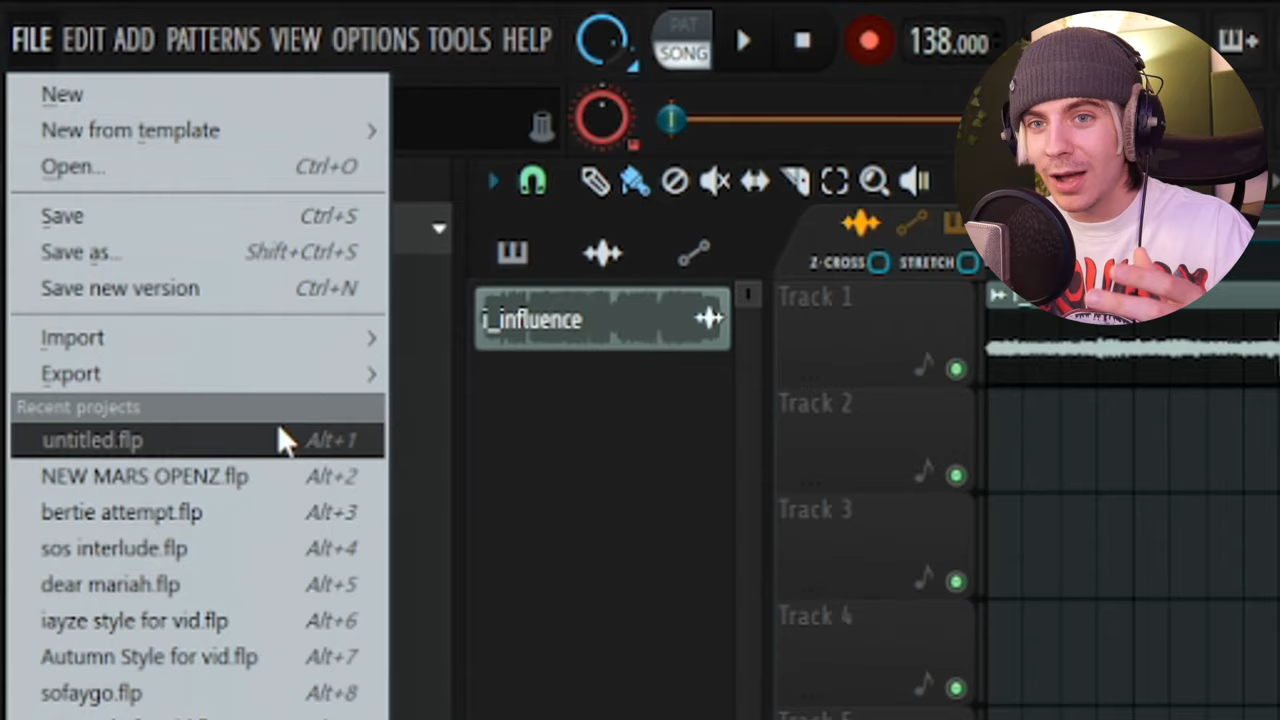 FILE EDIT ADD PATTERNS VIEW OPTIONS TOOLS HELP
PAT
SONG
138.000
New
New from template
Open... Ctrl+O
Save Ctrl+S
Save as... Shift+Ctrl+S
Save new version Ctrl+N
Import
Export
Recent projects
untitled.flp Alt+1
NEW MARS OPENZ.flp Alt+2
bertie attempt.flp Alt+3
sos interlude.flp Alt+4
dear mariah.flp Alt+5
iayze style for vid.flp Alt+6
Autumn Style for vid.flp Alt+7
sofaygo.flp Alt+8
i_influence
Z-CROSS STRETCH
Track 1
Track 2
Track 3
Track 4